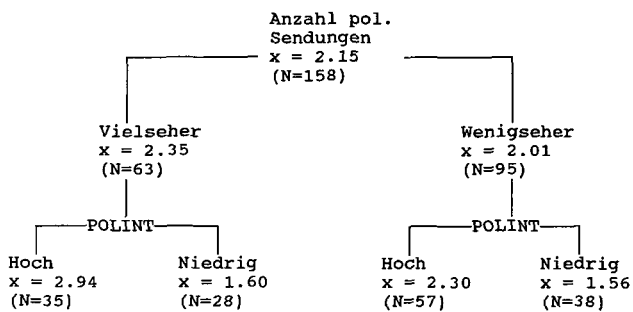 Anzahl pol.
Sendungen
x = 2.15
(N=158)
Vielseher
x = 2.35
(N=63)
Wenigseher
x = 2.01
(N=95)
POLINT
POLINT
Hoch
x = 2.94
(N=35)
Niedrig
x = 1.60
(N=28)
Hoch
x = 2.30
(N=57)
Niedrig
x = 1.56
(N=38)